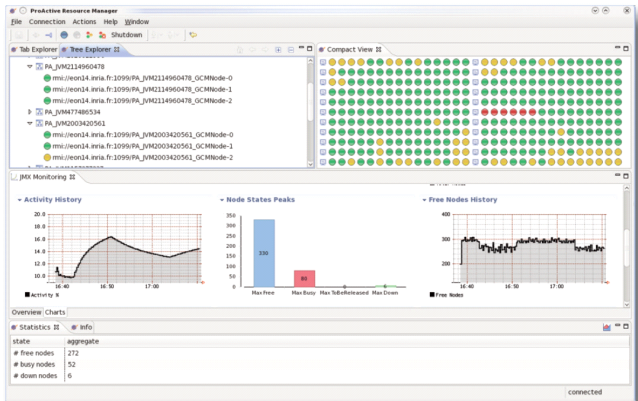 ProActive Resource Manager
File Connection Actions Help Window
Shutdown
Tab Explorer Tree Explorer
PA_JVM2114960478
rmi://eon14.inria.fr:1099/PA_JVM2114960478_GCMNode-0
rmi://eon14.inria.fr:1099/PA_JVM2114960478_GCMNode-1
rmi://eon14.inria.fr:1099/PA_JVM2114960478_GCMNode-2
PA_JVM477486534
PA_JVM2003420561
rmi://eon14.inria.fr:1099/PA_JVM2003420561_GCMNode-0
rmi://eon14.inria.fr:1099/PA_JVM2003420561_GCMNode-1
rmi://eon14.inria.fr:1099/PA_JVM2003420561_GCMNode-2
Compact View
JMX Monitoring
Activity History
20.0
18.0
16.0
14.0
12.0
10.0
16:40 16:50 17:00
Activity %
Node States Peaks
350
300
250
200
150
100
50
0
330
80
0
6
Max Free Max Busy Max ToBeReleased Max Down
Free Nodes History
400
300
200
16:40 16:50 17:00
Free Nodes
Overview Charts
Statistics Info
state aggregate
# free nodes 272
# busy nodes 52
# down nodes 6
connected